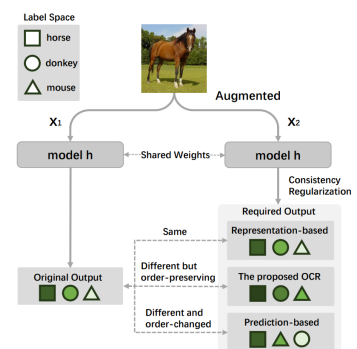 Label Space
horse
donkey
mouse
Augmented
X1
X2
model h
Shared Weights
model h
Consistency
Regularization
Required Output
Representation-based
Same
Original Output
Different but
order-preserving
The proposed OCR
Different and
order-changed
Prediction-based